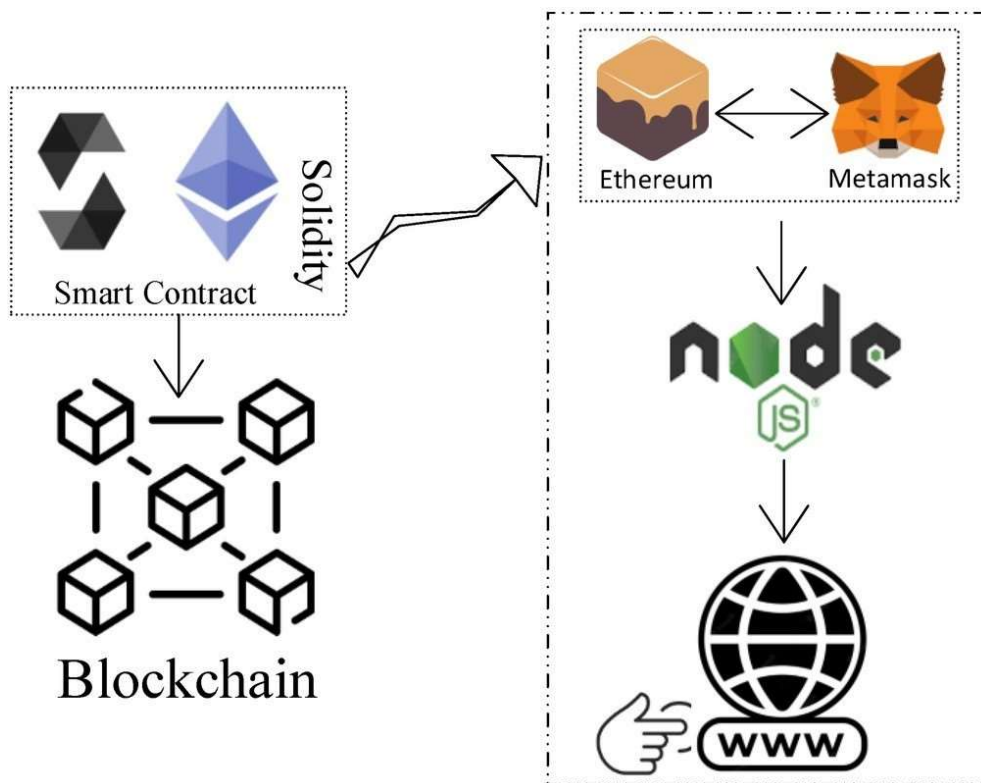 Smart Contract
Solidity
Blockchain
Ethereum
Metamask
node
JS
®
WWW